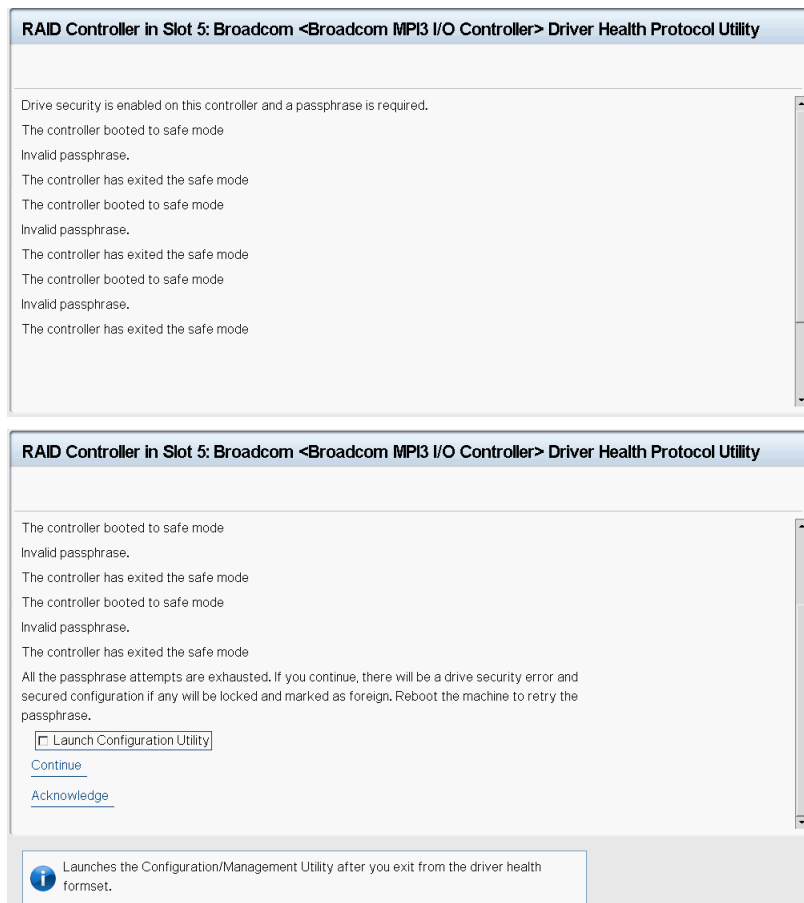 RAID Controller in Slot 5: Broadcom <Broadcom MPI3 I/O Controller> Driver Health Protocol Utility
Drive security is enabled on this controller and a passphrase is required.
The controller booted to safe mode
Invalid passphrase.
The controller has exited the safe mode
The controller booted to safe mode
Invalid passphrase.
The controller has exited the safe mode
The controller booted to safe mode
Invalid passphrase.
The controller has exited the safe mode
RAID Controller in Slot 5: Broadcom <Broadcom MPI3 I/O Controller> Driver Health Protocol Utility
The controller booted to safe mode
Invalid passphrase.
The controller has exited the safe mode
The controller booted to safe mode
Invalid passphrase.
The controller has exited the safe mode
All the passphrase attempts are exhausted. If you continue, there will be a drive security error and
secured configuration if any will be locked and marked as foreign. Reboot the machine to retry the
passphrase.
Launch Configuration Utility
Continue
Acknowledge
Launches the Configuration/Management Utility after you exit from the driver health
formset.